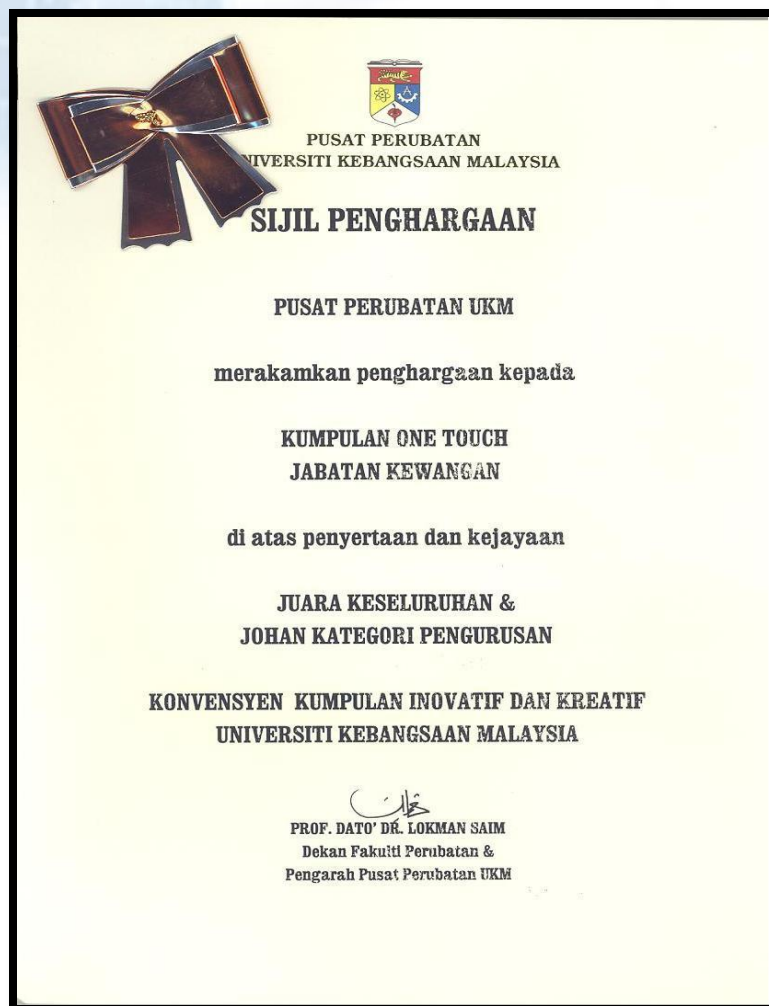 PUSAT PERUBATAN
NIVERSITI KEBANGSAAN MALAYSIA
SIJIL PENGHARGAAN
PUSAT PERUBATAN UKM
merakamkan penghargaan kepada
KUMPULAN ONE TOUCH
JABATAN KEWANGAN
di atas penyertaan dan kejayaan
JUARA KESELURUHAN &
JOHAN KATEGORI PENGURUSAN
KONVENSYEN KUMPULAN INOVATIF DAN KREATIF
UNIVERSITI KEBANGSAAN MALAYSIA
PROF. DATO' DR. LOKMAN SAIM
Dekan Fakulti Perubatan &
Pengarah Pusat Perubatan UKM